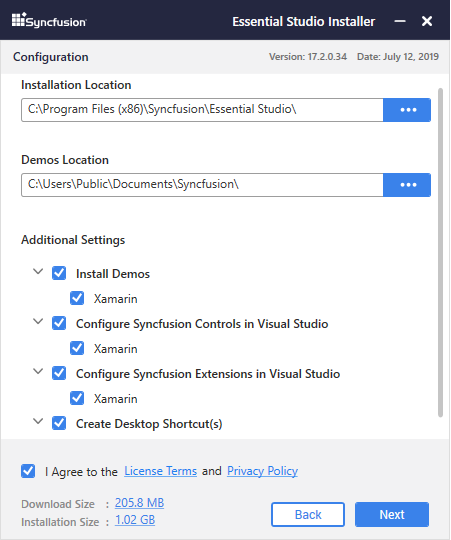 Syncfusion Essential Studio Installer
Configuration Version: 17.2.0.34 Date: July 12, 2019
Installation Location
C:\Program Files (x86)\Syncfusion\Essential Studio\
Demos Location
C:\Users\Public\Documents\Syncfusion\
Additional Settings
Install Demos
Xamarin
Configure Syncfusion Controls in Visual Studio
Xamarin
Configure Syncfusion Extensions in Visual Studio
Xamarin
Create Desktop Shortcut(s)
I Agree to the License Terms and Privacy Policy
Download Size : 205.8 MB
Installation Size : 1.02 GB
Back Next